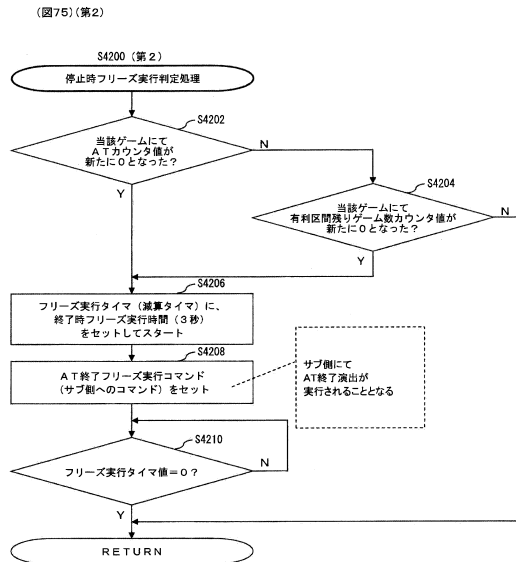 (図75)(第2)
S4200(第2)
停止時フリーズ実行判定処理
S4202
当該ゲームにて
ATカウンタ値が
新たに0となった?
N
Y
S4204
当該ゲームにて
有利区間残りゲーム数カウンタ値が
新たに0となった?
N
Y
S4206
フリーズ実行タイマ(減算タイマ)に、
終了時フリーズ実行時間(3秒)
をセットしてスタート
S4208
AT終了フリーズ実行コマンド
(サブ側へのコマンド)をセット
サブ側にて
AT終了演出が
実行されることとなる
S4210
フリーズ実行タイマ値=0?
N
Y
RETURN